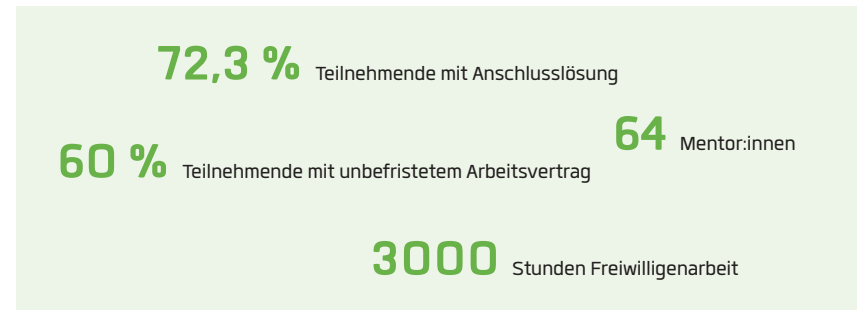 72,3 % Teilnehmende mit Anschlusslösung
64 Mentor:innen
60 % Teilnehmende mit unbefristetem Arbeitsvertrag
3000 Stunden Freiwilligenarbeit